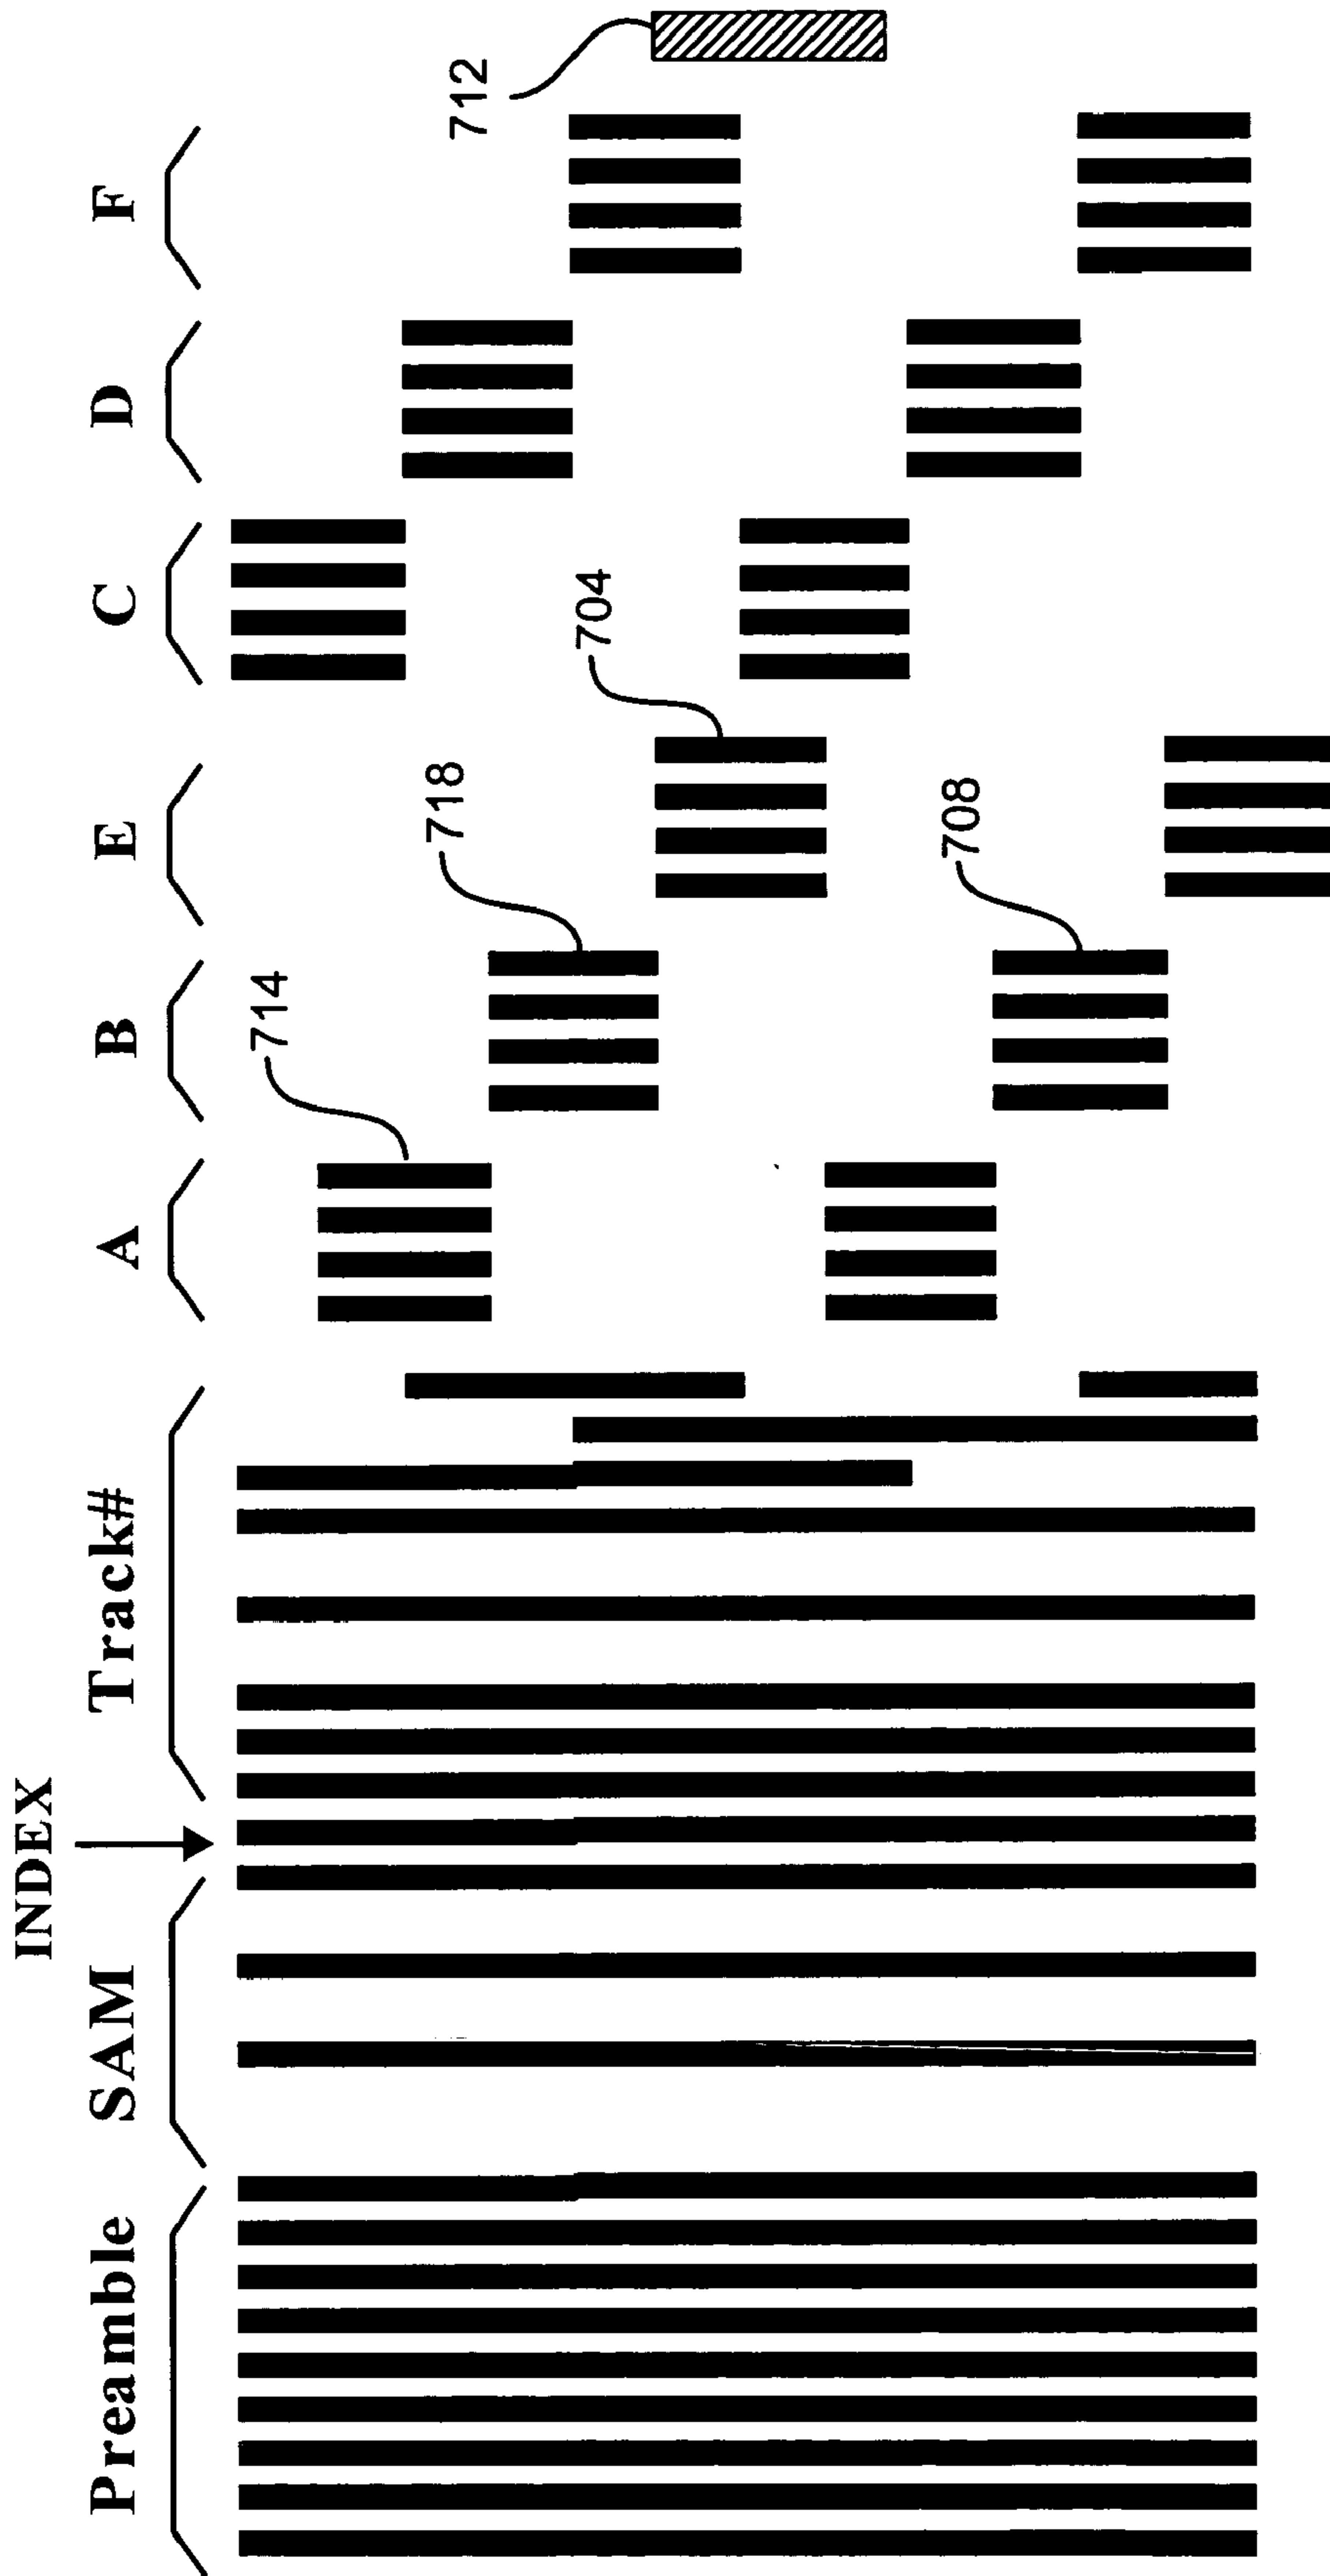 INDEX
Preamble SAM Track# A B E C D F
714
718
708
704
712